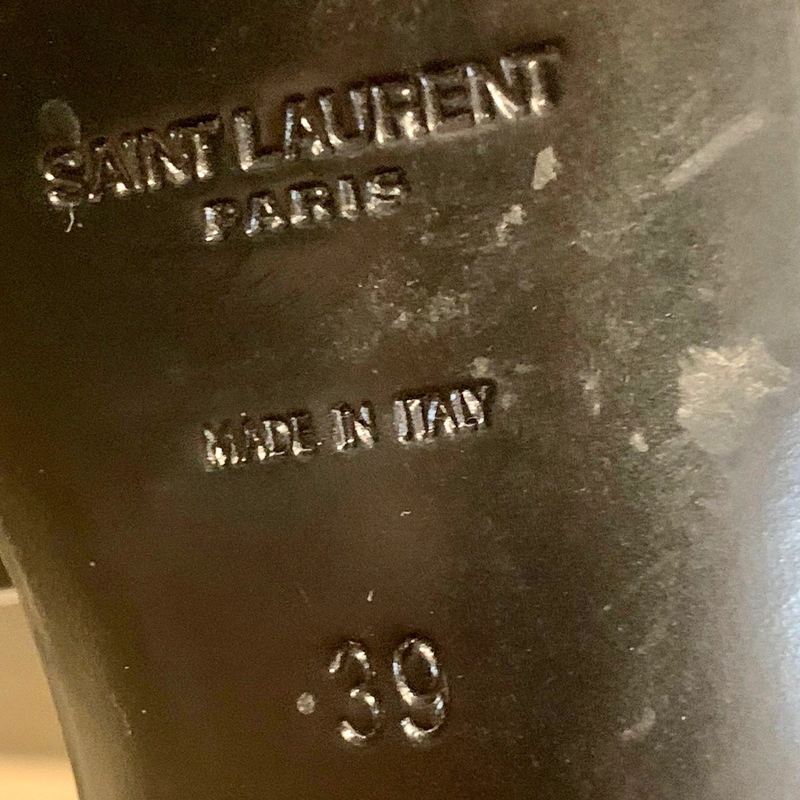 SAINT LAURENT
PARIS
MADE IN ITALY
39